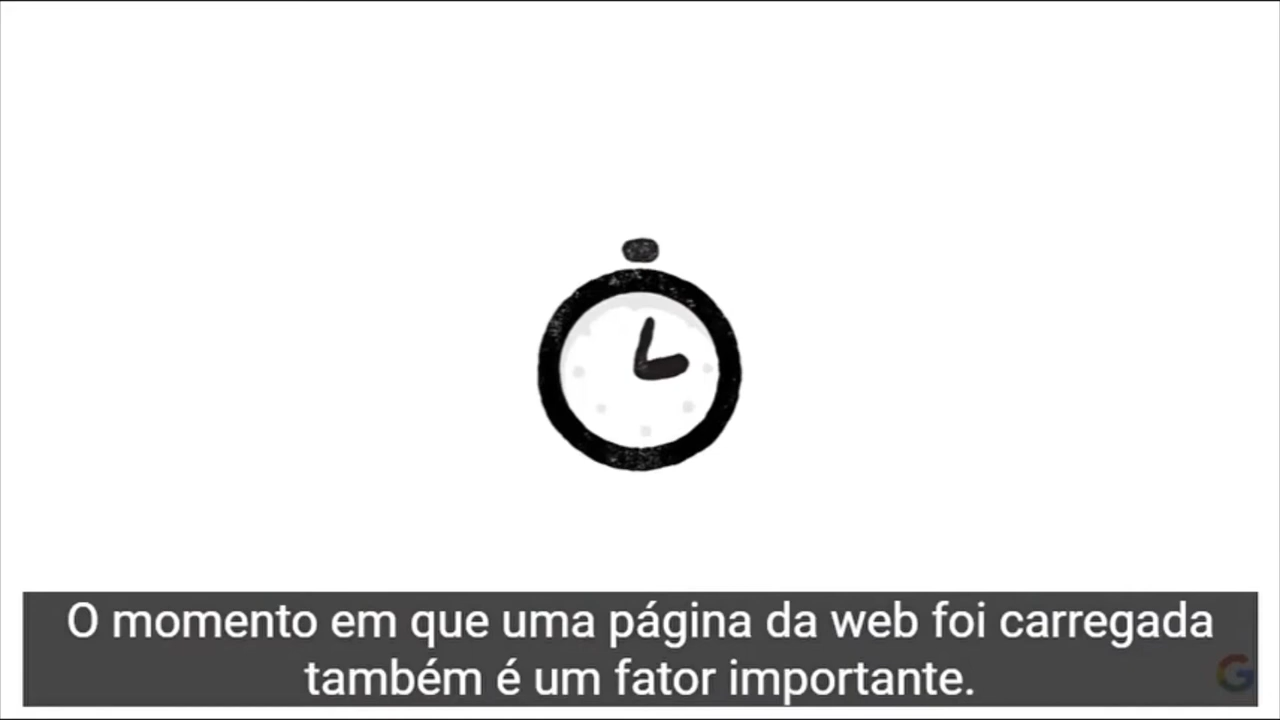 O momento em que uma página da web foi carregada
também é um fator importante.